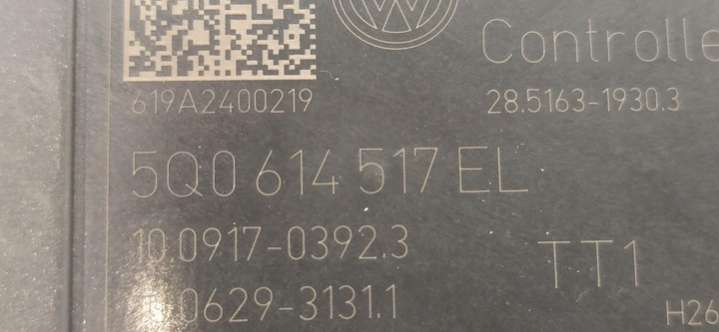 Controlle
619A2400219
28.5163-1930.3
5Q0 614 517 EL
10.0917-0392.3
TT1
0629-3131.1
H26